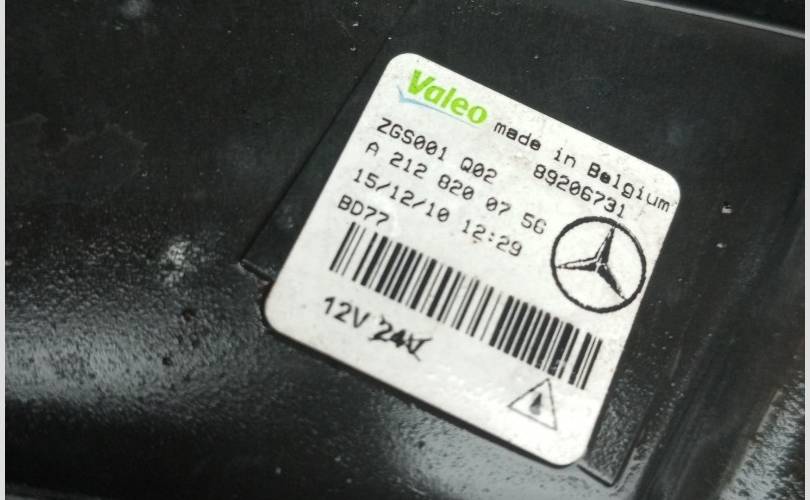 Valeo made in Belgium
ZGS001 Q02 89206731
A 212 820 07 56
15/12/10 12:29
BD77
12V 24V